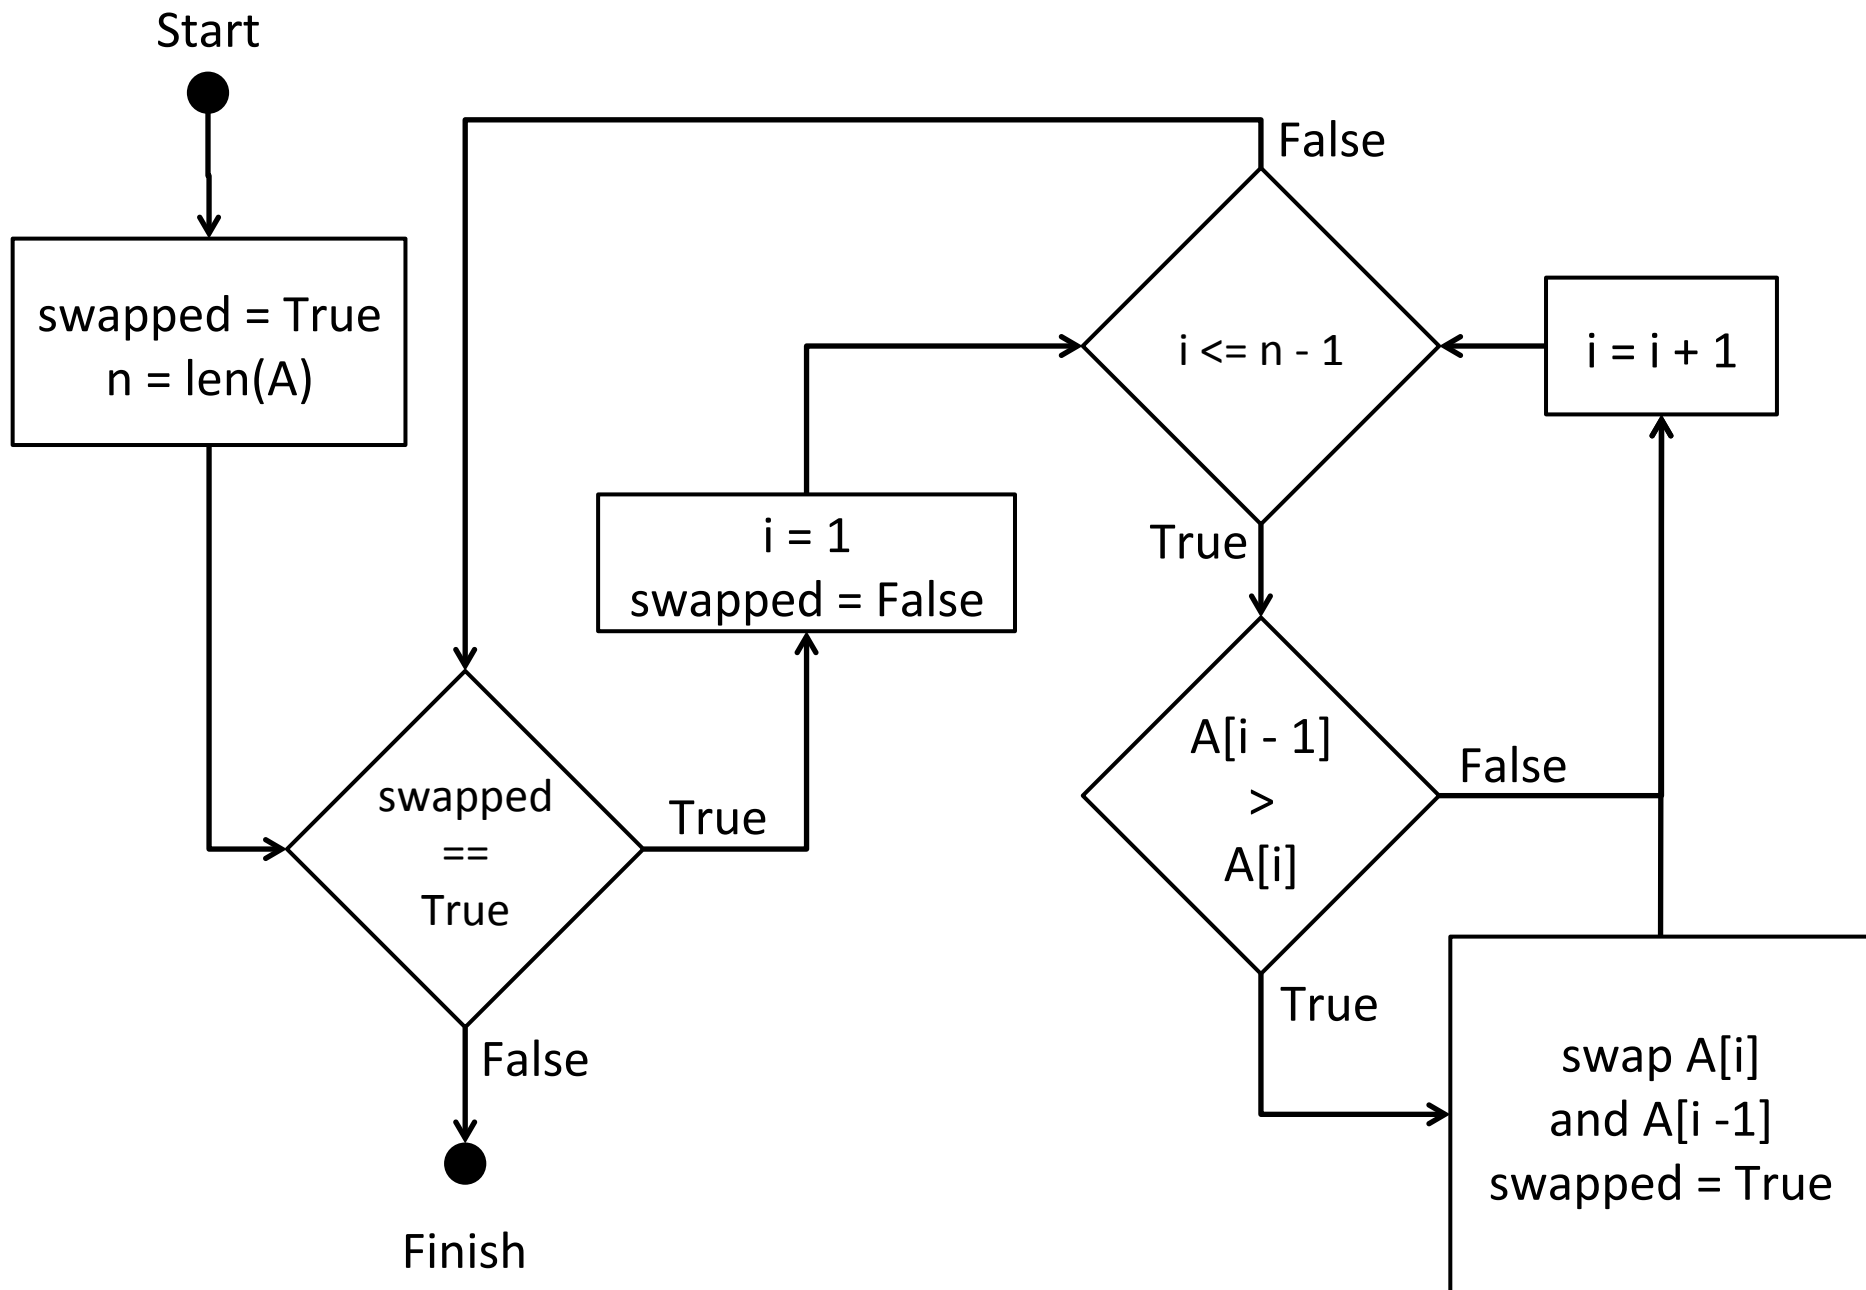 Start
swapped = True
n = len(A)
swapped
==
True
True
False
Finish
i = 1
swapped = False
False
i <= n - 1
True
i = i + 1
A[i - 1]
>
A[i]
False
True
swap A[i]
and A[i -1]
swapped = True